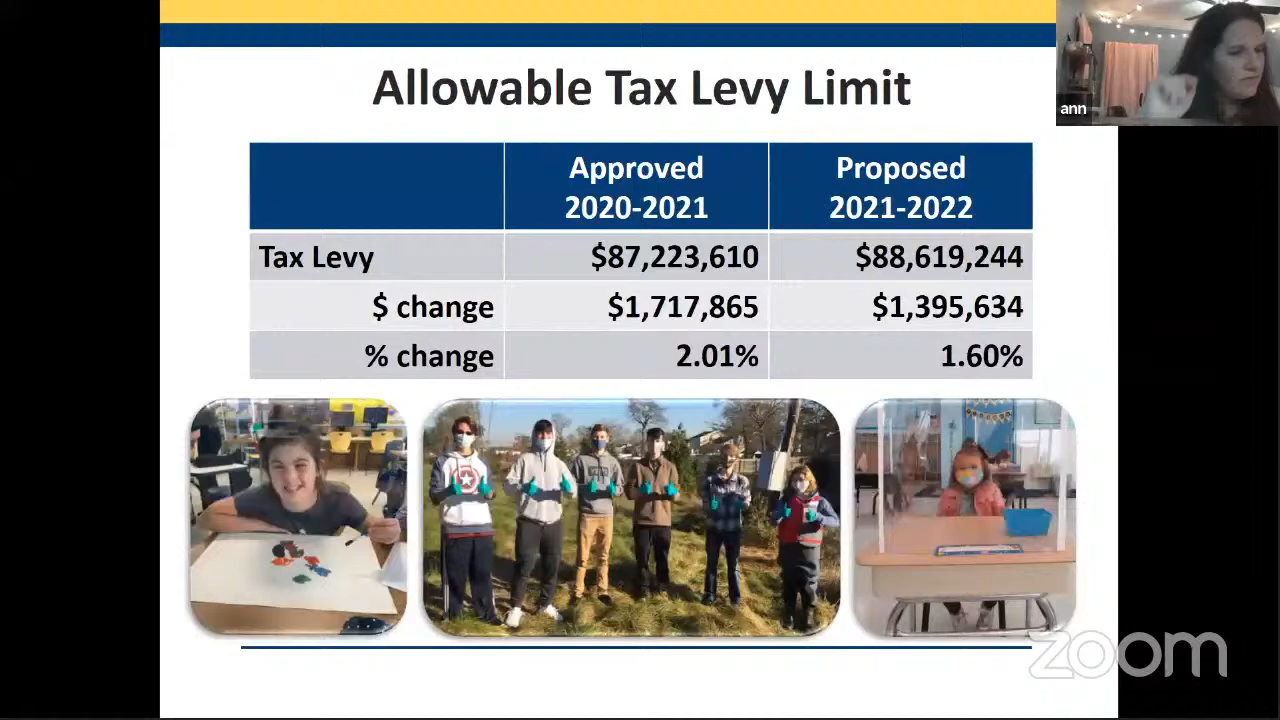 Allowable Tax Levy Limit
ann
Approved
2020-2021
Proposed
2021-2022
Tax Levy $87,223,610 $88,619,244
$ change $1,717,865 $1,395,634
% change 2.01% 1.60%
zoom